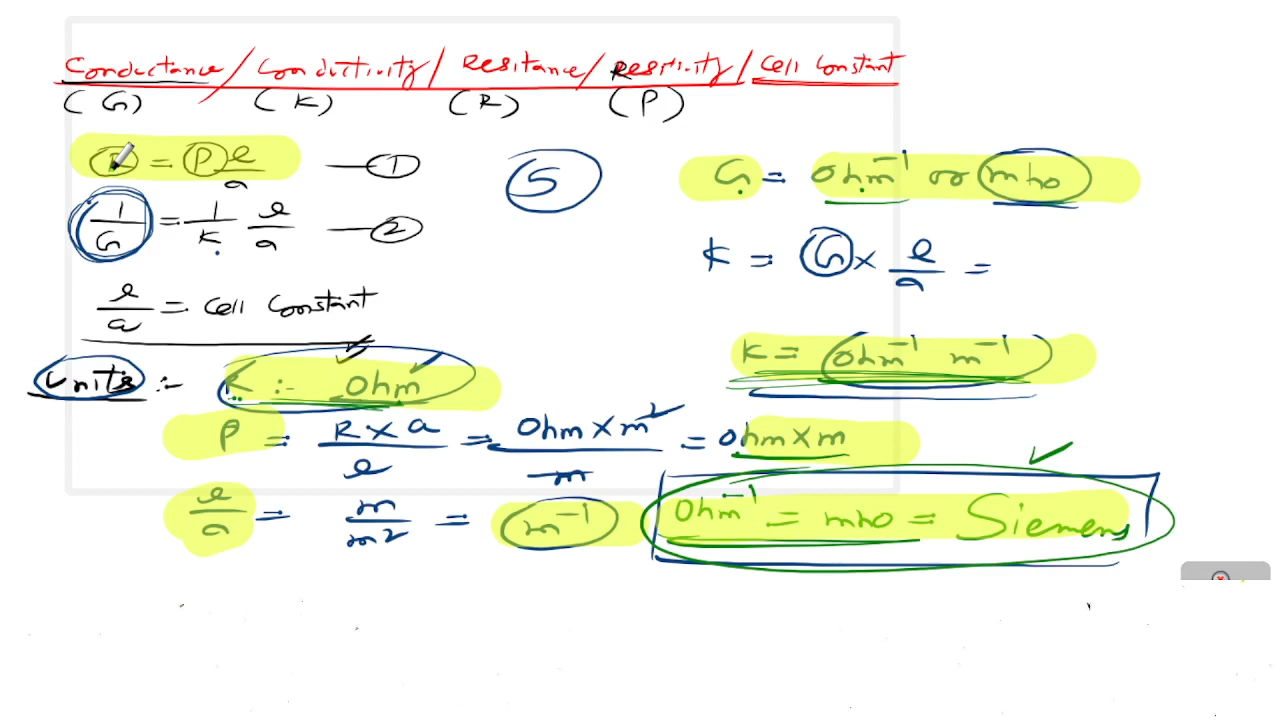 Conductance / Conductivity / Resitance / Resitivity / Cell Constant
(G) (K) (R) (P)
R = P l/a —1
1/G = 1/K l/a —2
l/a = Cell Constant
S
G = ohm⁻¹ or mho
K = G × l/a =
K = ohm⁻¹ m⁻¹
Units :- R :- Ohm
P = R × a / l = Ohm × m² / m = Ohm × m
l/a = m/m² = m⁻¹
Ohm⁻¹ = mho = Siemens